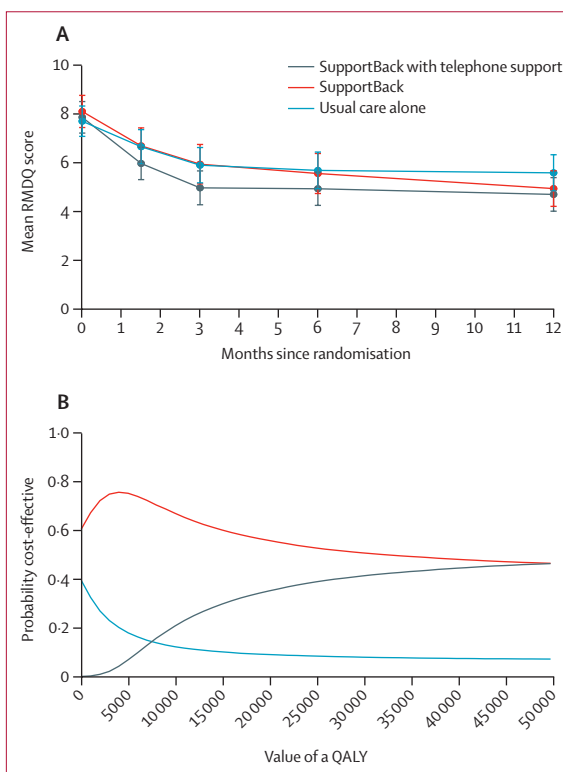 A
SupportBack with telephone support
SupportBack
Usual care alone
10
8
6
4
2
0
Mean RMDQ score
0 1 2 3 4 5 6 7 8 9 10 11 12
Months since randomisation
B
1·0
0·8
0·6
0·4
0·2
0
Probability cost-effective
0 5000 10 000 15 000 20 000 25 000 30 000 35 000 40 000 45 000 50 000
Value of a QALY